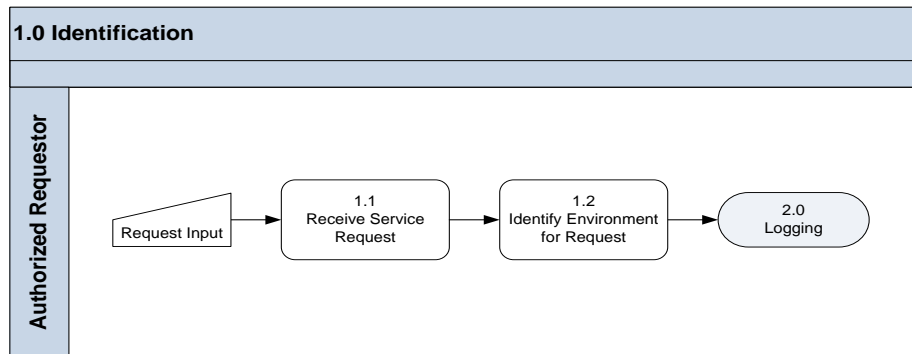 1.0 Identification
Authorized Requestor
Request Input
1.1
Receive Service
Request
1.2
Identify Environment
for Request
2.0
Logging